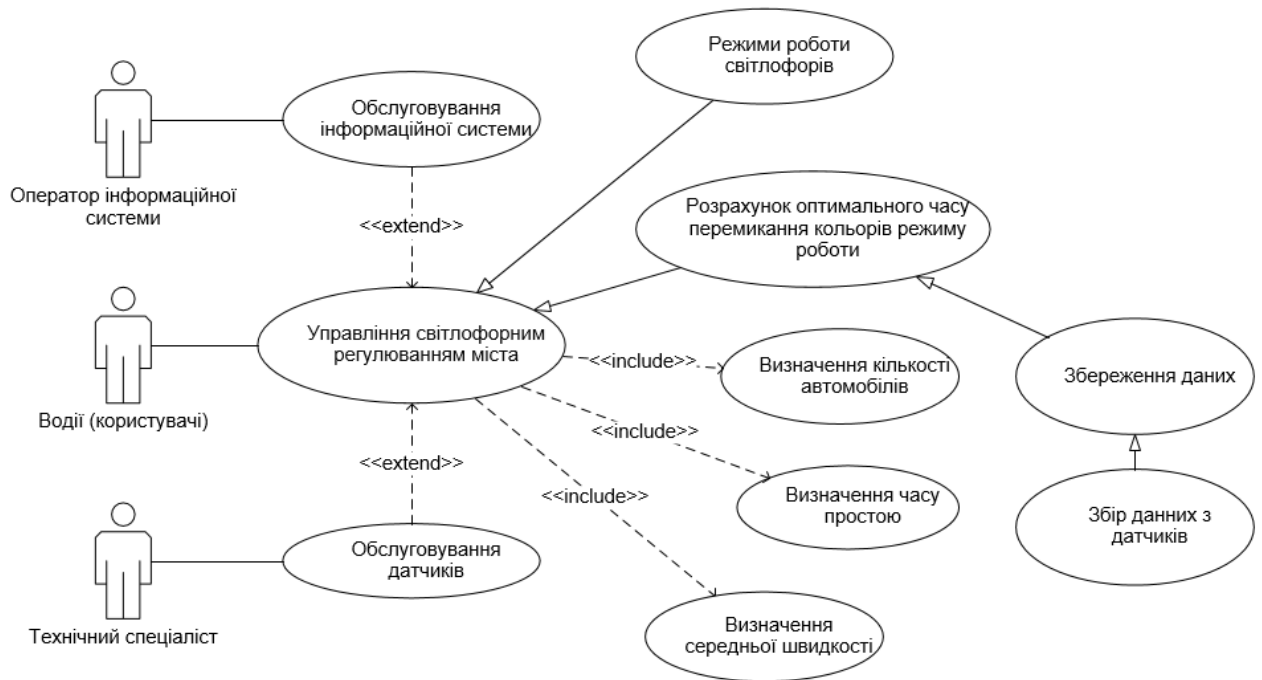 Режими роботи
світлофорів
Обслуговування
інформаційної системи
Оператор інформаційної
системи
<<extend>>
Розрахунок оптимального часу
перемикання кольорів режиму
роботи
Управління світлофорним
регулюванням міста
<<include>>
Визначення кількості
автомобілів
Збереження даних
Водії (користувачі)
<<include>>
<<extend>>
<<include>>
Визначення часу
простою
Збір данних з
датчиків
Обслуговування
датчиків
Технічний спеціаліст
Визначення
середньої швидкості